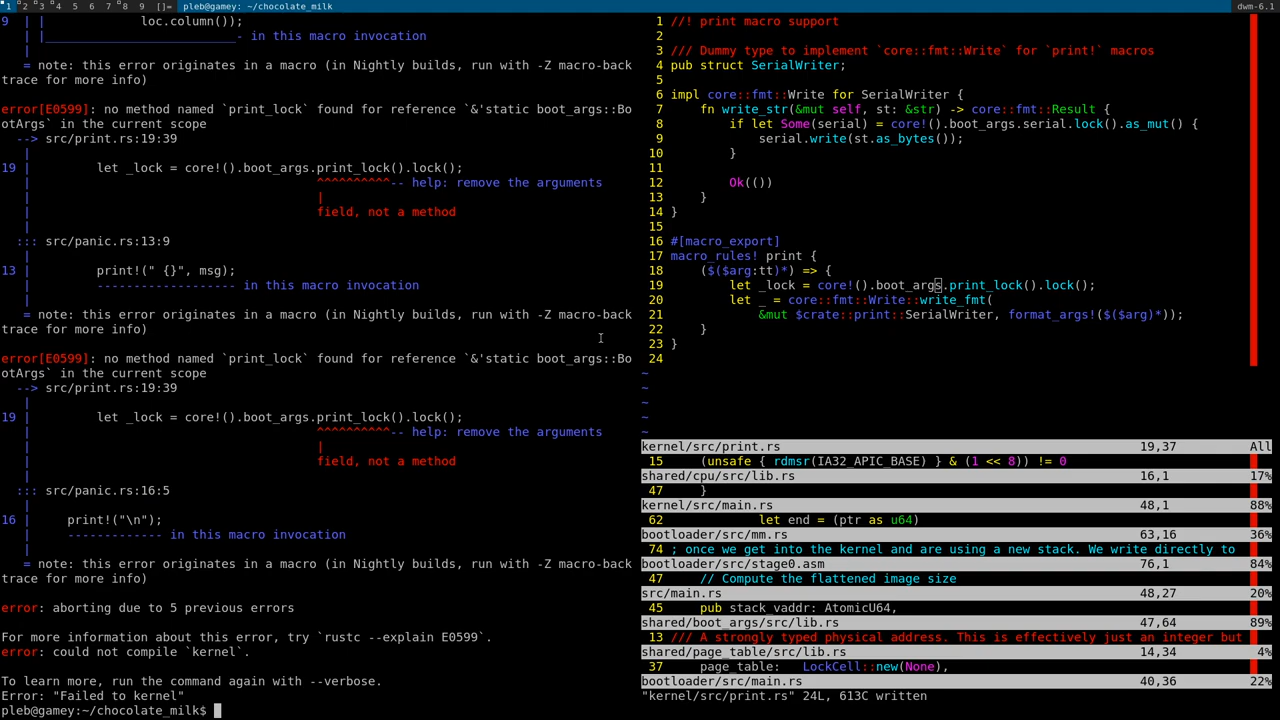 1 2 3 4 5 6 7 8 9 []= pleb@gamey: ~/chocolate_milk dwm-6.1
9 | | loc.column());
| |_________________________- in this macro invocation
|
= note: this error originates in a macro (in Nightly builds, run with -Z macro-back
trace for more info)
error[E0599]: no method named `print_lock` found for reference `&'static boot_args::Bo
otArgs` in the current scope
--> src/print.rs:19:39
|
19 | let _lock = core!().boot_args.print_lock().lock();
| ^^^^^^^^^^-- help: remove the arguments
| |
| field, not a method
|
::: src/panic.rs:13:9
|
13 | print!(" {}", msg);
| ------------------- in this macro invocation
|
= note: this error originates in a macro (in Nightly builds, run with -Z macro-back
trace for more info)
error[E0599]: no method named `print_lock` found for reference `&'static boot_args::Bo
otArgs` in the current scope
--> src/print.rs:19:39
|
19 | let _lock = core!().boot_args.print_lock().lock();
| ^^^^^^^^^^-- help: remove the arguments
| |
| field, not a method
|
::: src/panic.rs:16:5
|
16 | print!("\n");
| ------------- in this macro invocation
|
= note: this error originates in a macro (in Nightly builds, run with -Z macro-back
trace for more info)
error: aborting due to 5 previous errors
For more information about this error, try `rustc --explain E0599`.
error: could not compile `kernel`.
To learn more, run the command again with --verbose.
Error: "Failed to kernel"
pleb@gamey:~/chocolate_milk$
1 //! print macro support
2
3 /// Dummy type to implement `core::fmt::Write` for `print!` macros
4 pub struct SerialWriter;
5
6 impl core::fmt::Write for SerialWriter {
7 fn write_str(&mut self, st: &str) -> core::fmt::Result {
8 if let Some(serial) = core!().boot_args.serial.lock().as_mut() {
9 serial.write(st.as_bytes());
10 }
11
12 Ok(())
13 }
14 }
15
16 #[macro_export]
17 macro_rules! print {
18 ($($arg:tt)*) => {
19 let _lock = core!().boot_args.print_lock().lock();
20 let _ = core::fmt::Write::write_fmt(
21 &mut $crate::print::SerialWriter, format_args!($($arg)*));
22 }
23 }
24
~
~
~
~
~
kernel/src/print.rs 19,37 All
15 (unsafe { rdmsr(IA32_APIC_BASE) } & (1 << 8)) != 0
shared/cpu/src/lib.rs 16,1 17%
47 }
kernel/src/main.rs 48,1 88%
62 let end = (ptr as u64)
bootloader/src/mm.rs 63,16 36%
74 ; once we get into the kernel and are using a new stack. We write directly to
bootloader/src/stage0.asm 76,1 84%
47 // Compute the flattened image size
src/main.rs 48,27 20%
45 pub stack_vaddr: AtomicU64,
shared/boot_args/src/lib.rs 47,64 89%
13 /// A strongly typed physical address. This is effectively just an integer but
shared/page_table/src/lib.rs 14,34 4%
37 page_table: LockCell::new(None),
bootloader/src/main.rs 40,36 22%
"kernel/src/print.rs" 24L, 613C written